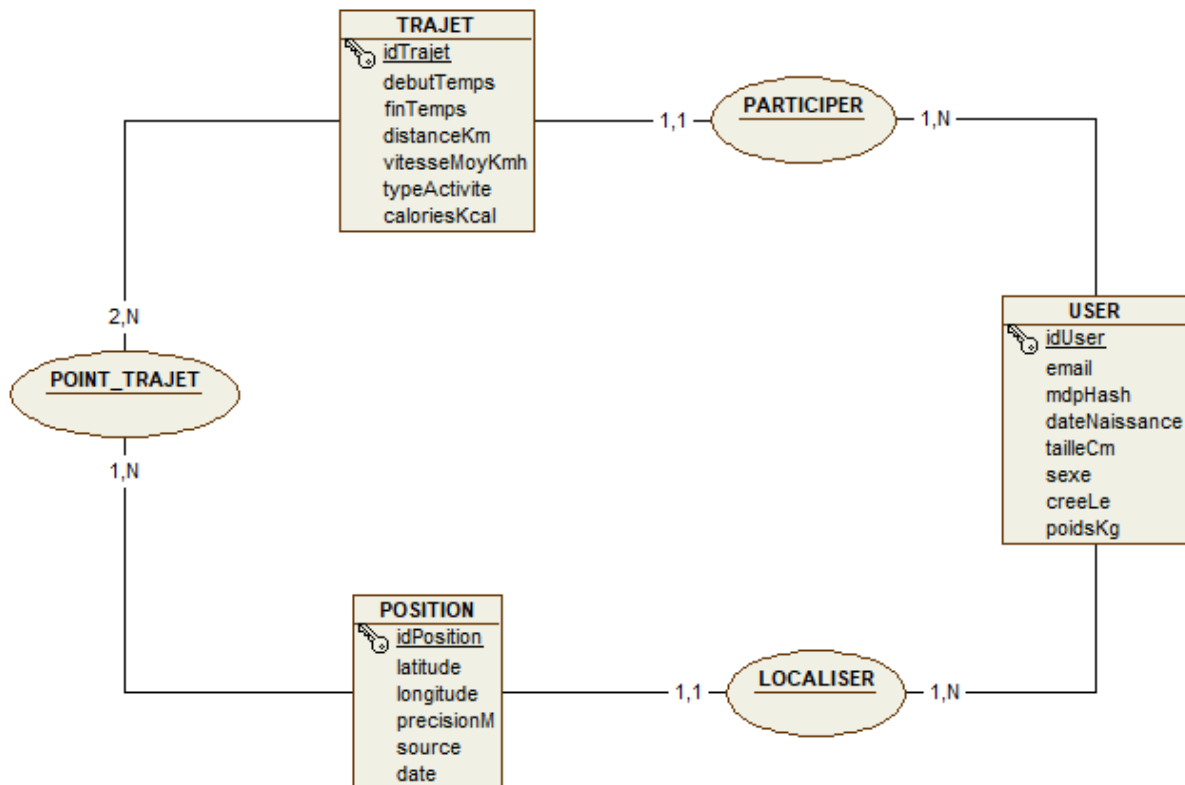 TRAJET
idTrajet
debutTemps
finTemps
distanceKm
vitesseMoyKmh
typeActivite
caloriesKcal
1,1
PARTICIPER
1,N
2,N
POINT_TRAJET
1,N
USER
idUser
email
mdpHash
dateNaissance
tailleCm
sexe
creeLe
poidsKg
POSITION
idPosition
latitude
longitude
precisionM
source
date
1,1
LOCALISER
1,N